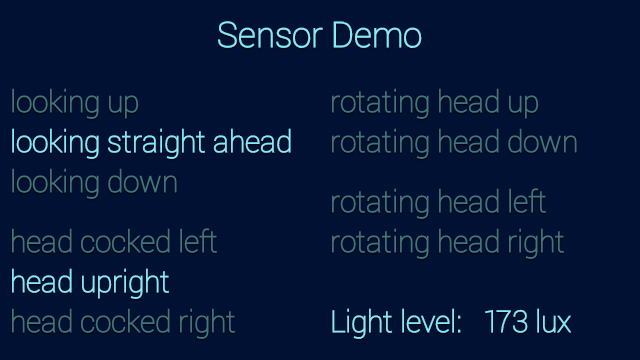 Sensor Demo
looking up
looking straight ahead
looking down
head cocked left
head upright
head cocked right
rotating head up
rotating head down
rotating head left
rotating head right
Light level: 173 lux